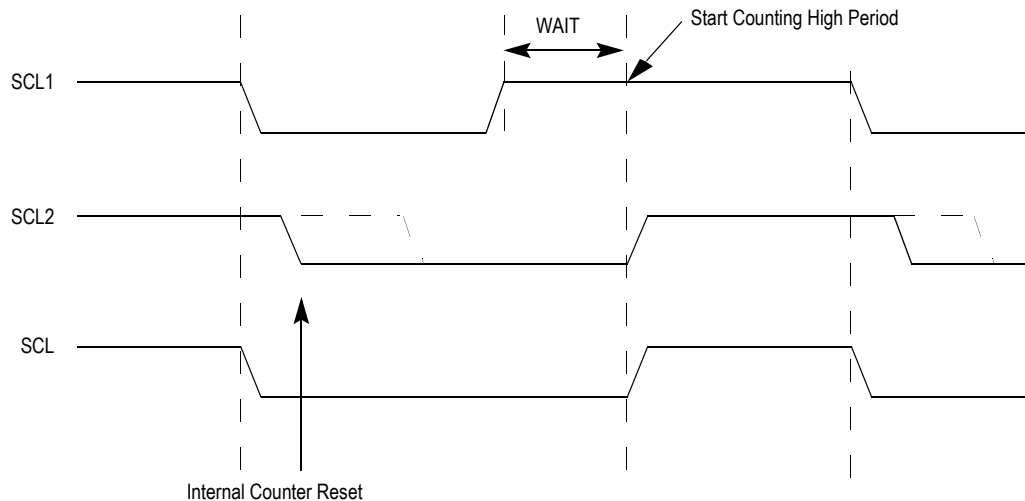 Start Counting High Period
WAIT
SCL1
SCL2
SCL
Internal Counter Reset